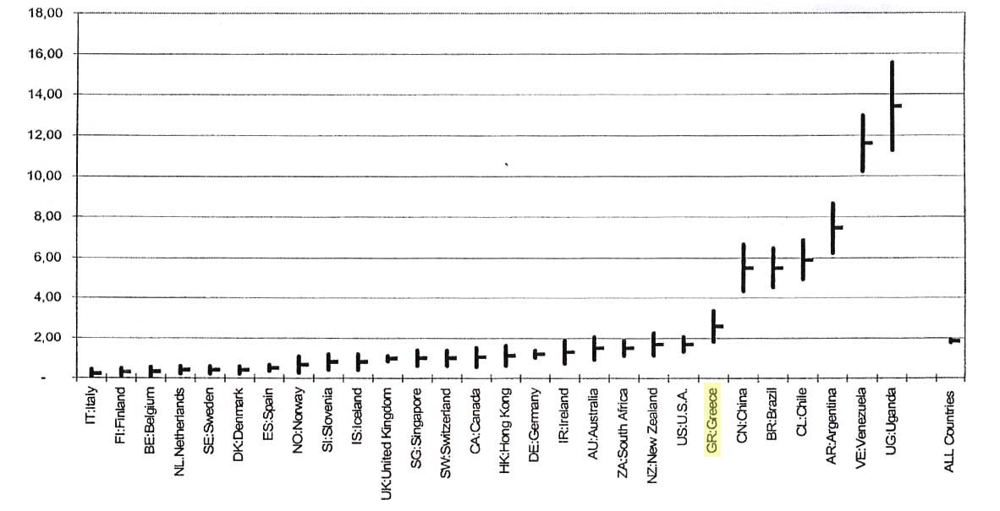 18,00
16,00
14,00
12,00
10,00
8,00
6,00
4,00
2,00
-
IT:Italy
FI:Finland
BE:Belgium
NL.Netherlands
SE:Sweden
DK:Denmark
ES:Spain
NO:Norway
SI:Slovenia
IS:Iceland
UK:United Kingdom
SG:Singapore
SW:Switzerland
CA:Canada
HK:Hong Kong
DE:Germany
IR:Ireland
AU:Australia
ZA:South Africa
NZ:New Zealand
US:U.S.A.
GR:Greece
CN:China
BR:Brazil
CL:Chile
AR:Argentina
VE:Venezuela
UG:Uganda
ALL Countries